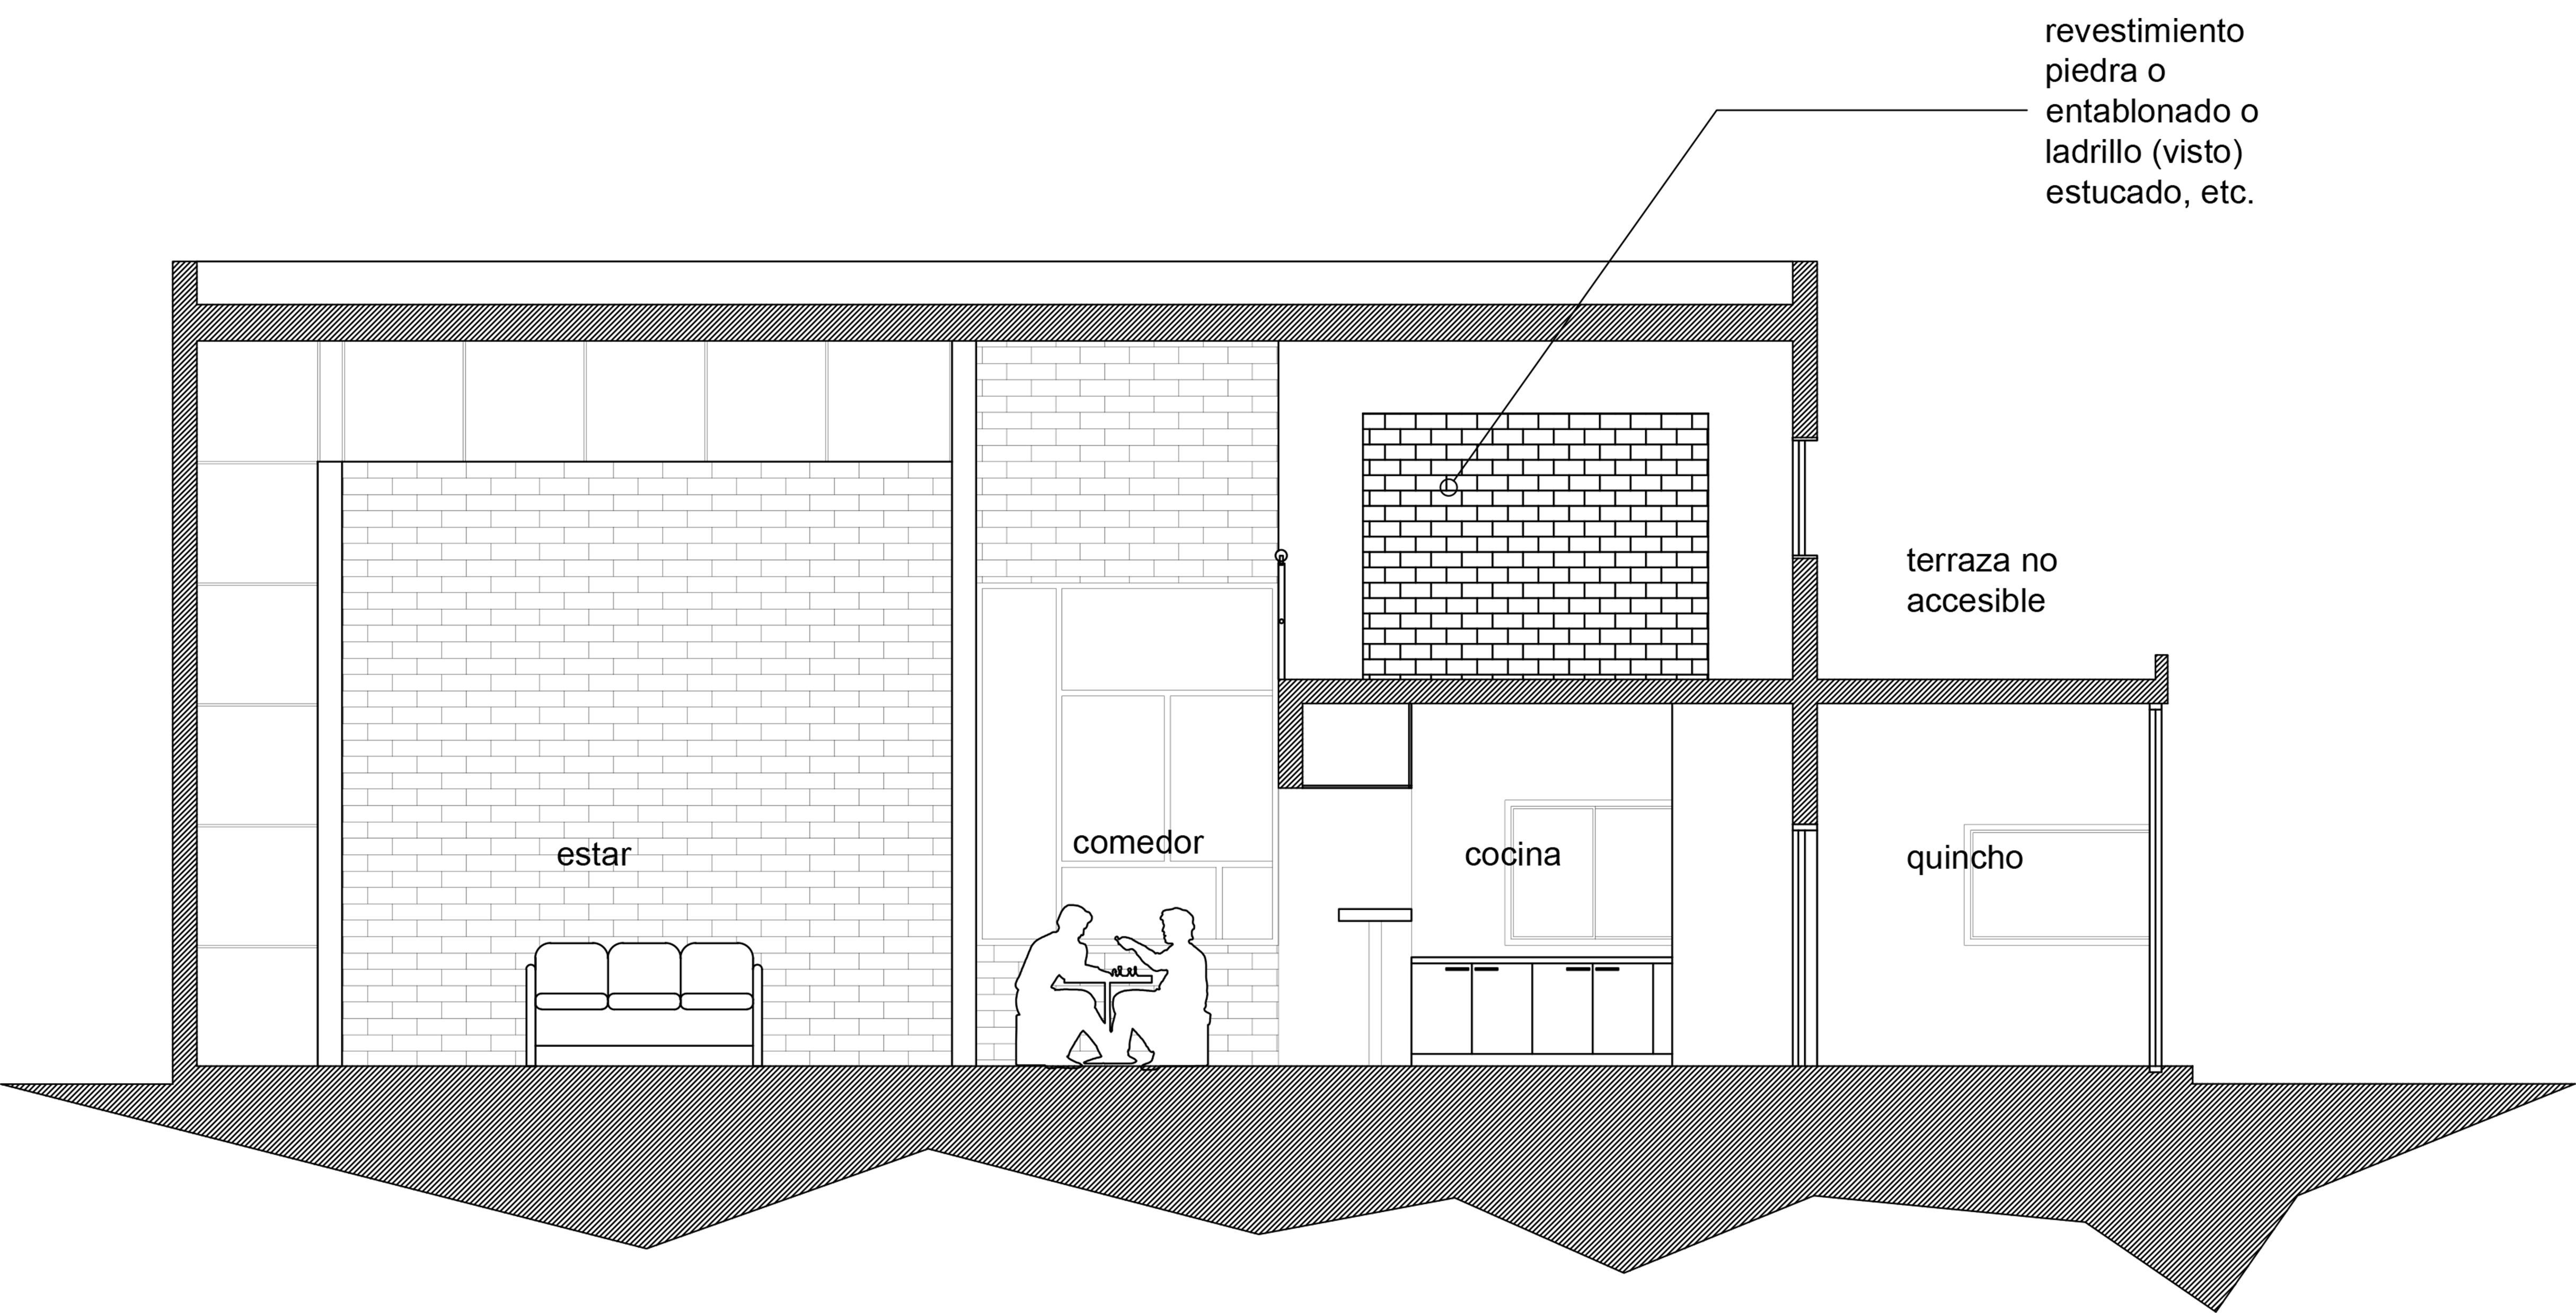 revestimiento
piedra o
entablonado o
ladrillo (visto)
estucado, etc.
terraza no
accesible
estar
comedor
cocina
quincho